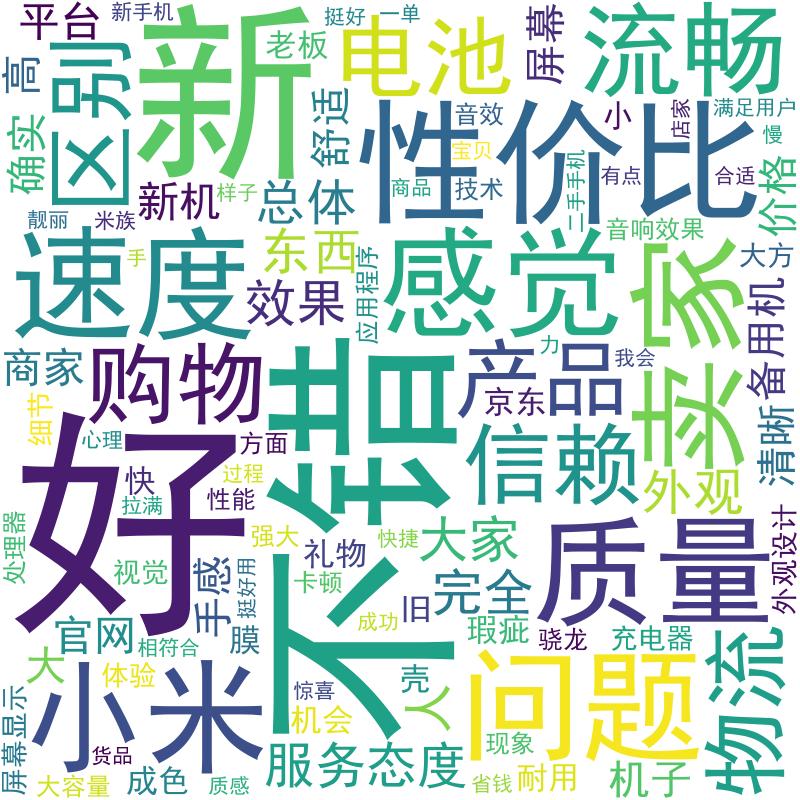 平台
新手机
挺好
一单
新
老板
电池
屏幕
流畅
高
区别
确实
舒适
音效
宝贝
性价比
小
店家
满足用户
慢
价格
商品
技术
二手手机
有点
合适
新机
样子
总体
靓丽
米族
手
速度
东西
效果
应用程序
感觉
音响效果
卖家
大方
备用机
商家
购物
不错
产品
力
京东
我会
清晰
细节
好
心理
方面
快
过程
拉满
性能
信赖
外观
处理器
视觉
手感
挺好用
强大
礼物
卡顿
快捷
大家
完全
质量
外观设计
官网
相符合
膜
成功
旧
瑕疵
骁龙
充电器
物流
大
体验
小米
惊喜
机会
壳
人
问题
屏幕显示
货品
大容量
成色
质感
服务态度
现象
省钱
耐用
机子